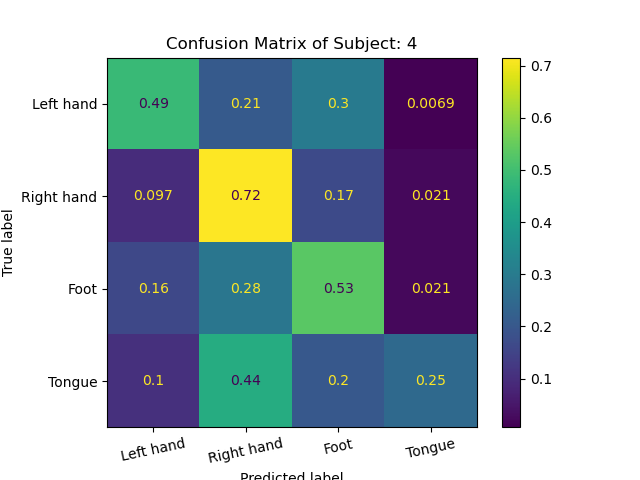 Confusion Matrix of Subject: 4
True label
Left hand 0.49 0.21 0.3 0.0069
Right hand 0.097 0.72 0.17 0.021
Foot 0.16 0.28 0.53 0.021
Tongue 0.1 0.44 0.2 0.25
Left hand Right hand Foot Tongue
Predicted label
0.7
0.6
0.5
0.4
0.3
0.2
0.1